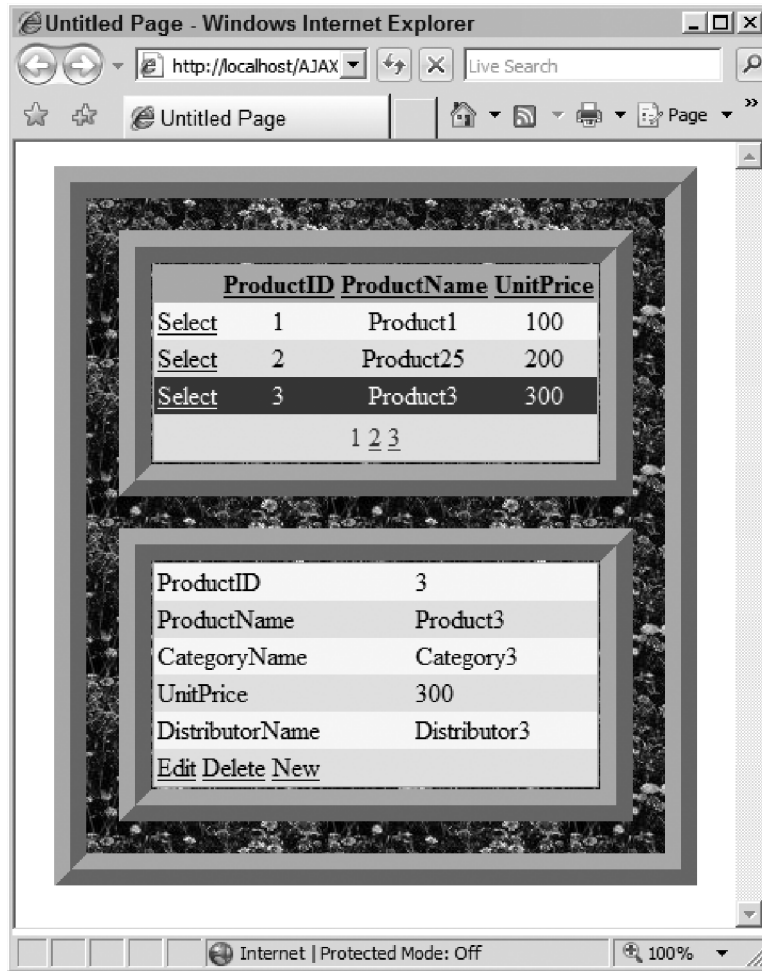 Untitled Page - Windows Internet Explorer
http://localhost/AJAX
Live Search
Untitled Page
Page
ProductID ProductName UnitPrice
Select 1 Product1 100
Select 2 Product25 200
Select 3 Product3 300
1 2 3
ProductID 3
ProductName Product3
CategoryName Category3
UnitPrice 300
DistributorName Distributor3
Edit Delete New
Internet | Protected Mode: Off
100%